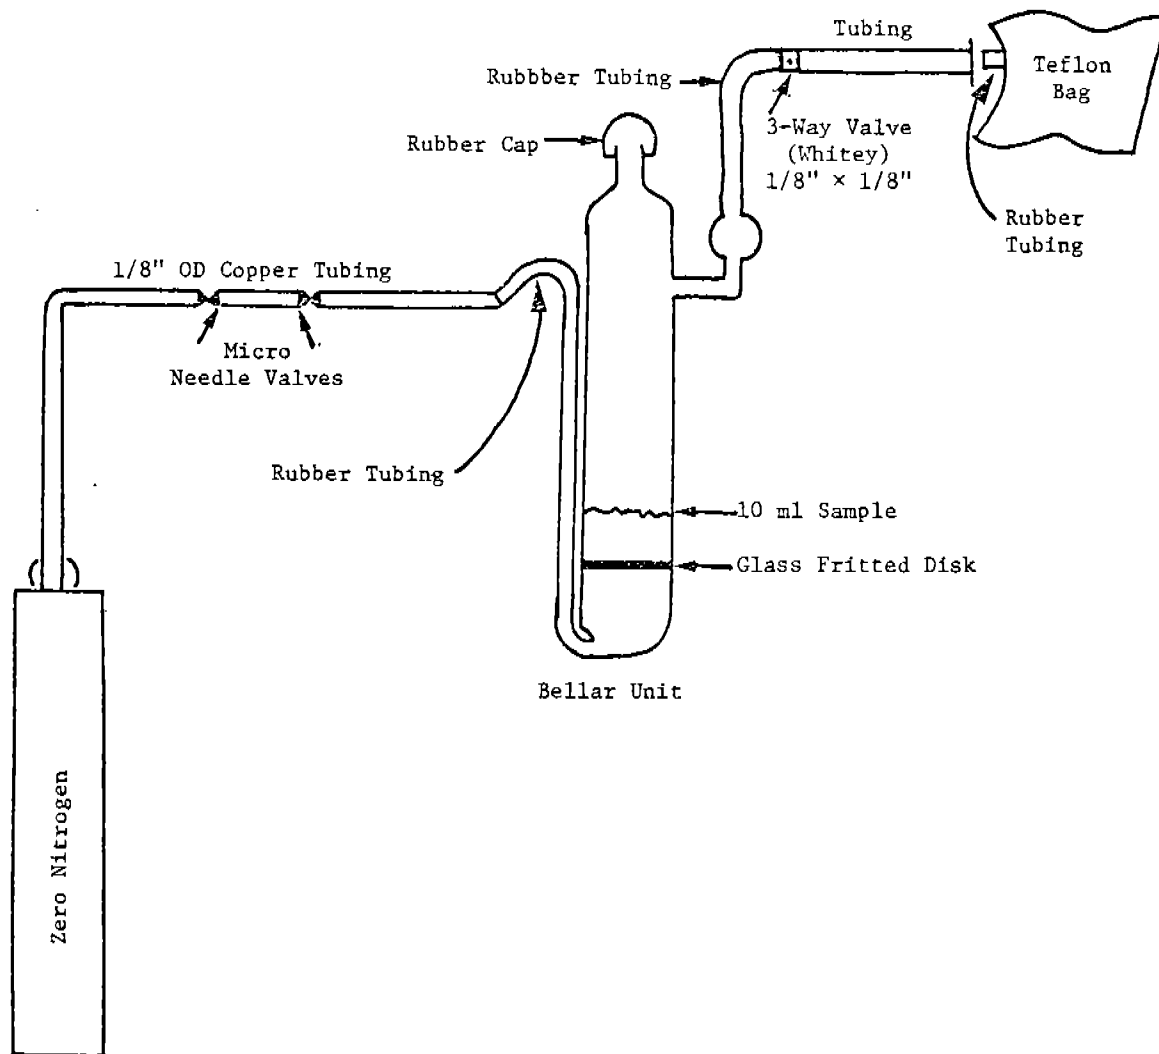 Tubing
Teflon
Bag
Rubbber Tubing
3-Way Valve
(Whitey)
1/8" × 1/8"
Rubber Cap
Rubber
Tubing
1/8" OD Copper Tubing
Micro
Needle Valves
Rubber Tubing
10 ml Sample
Glass Fritted Disk
Bellar Unit
Zero Nitrogen